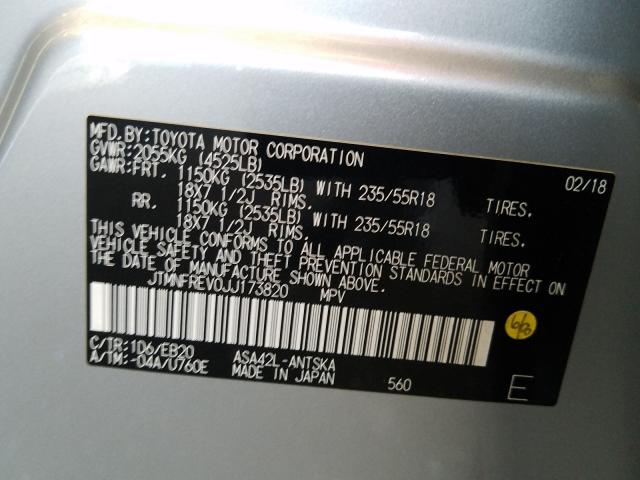 MFD.BY:TOYOTA MOTOR CORPORATION 02/18
GVWR:2055KG (4525LB)
GAWR:FRT. 1150KG (2535LB) WITH 235/55R18 TIRES.
18X7 1/2J RIMS.
RR. 1150KG (2535LB) WITH 235/55R18 TIRES.
18X7 1/2J RIMS.
THIS VEHICLE CONFORMS TO ALL APPLICABLE FEDERAL MOTOR
VEHICLE SAFETY AND THEFT PREVENTION STANDARDS IN EFFECT ON
THE DATE OF MANUFACTURE SHOWN ABOVE.
JTMNFREV0JJ173820 MPV
C/TR:1D6/EB20 ASA42L-ANTSKA
A/TM:-04A/U760E MADE IN JAPAN 560 E